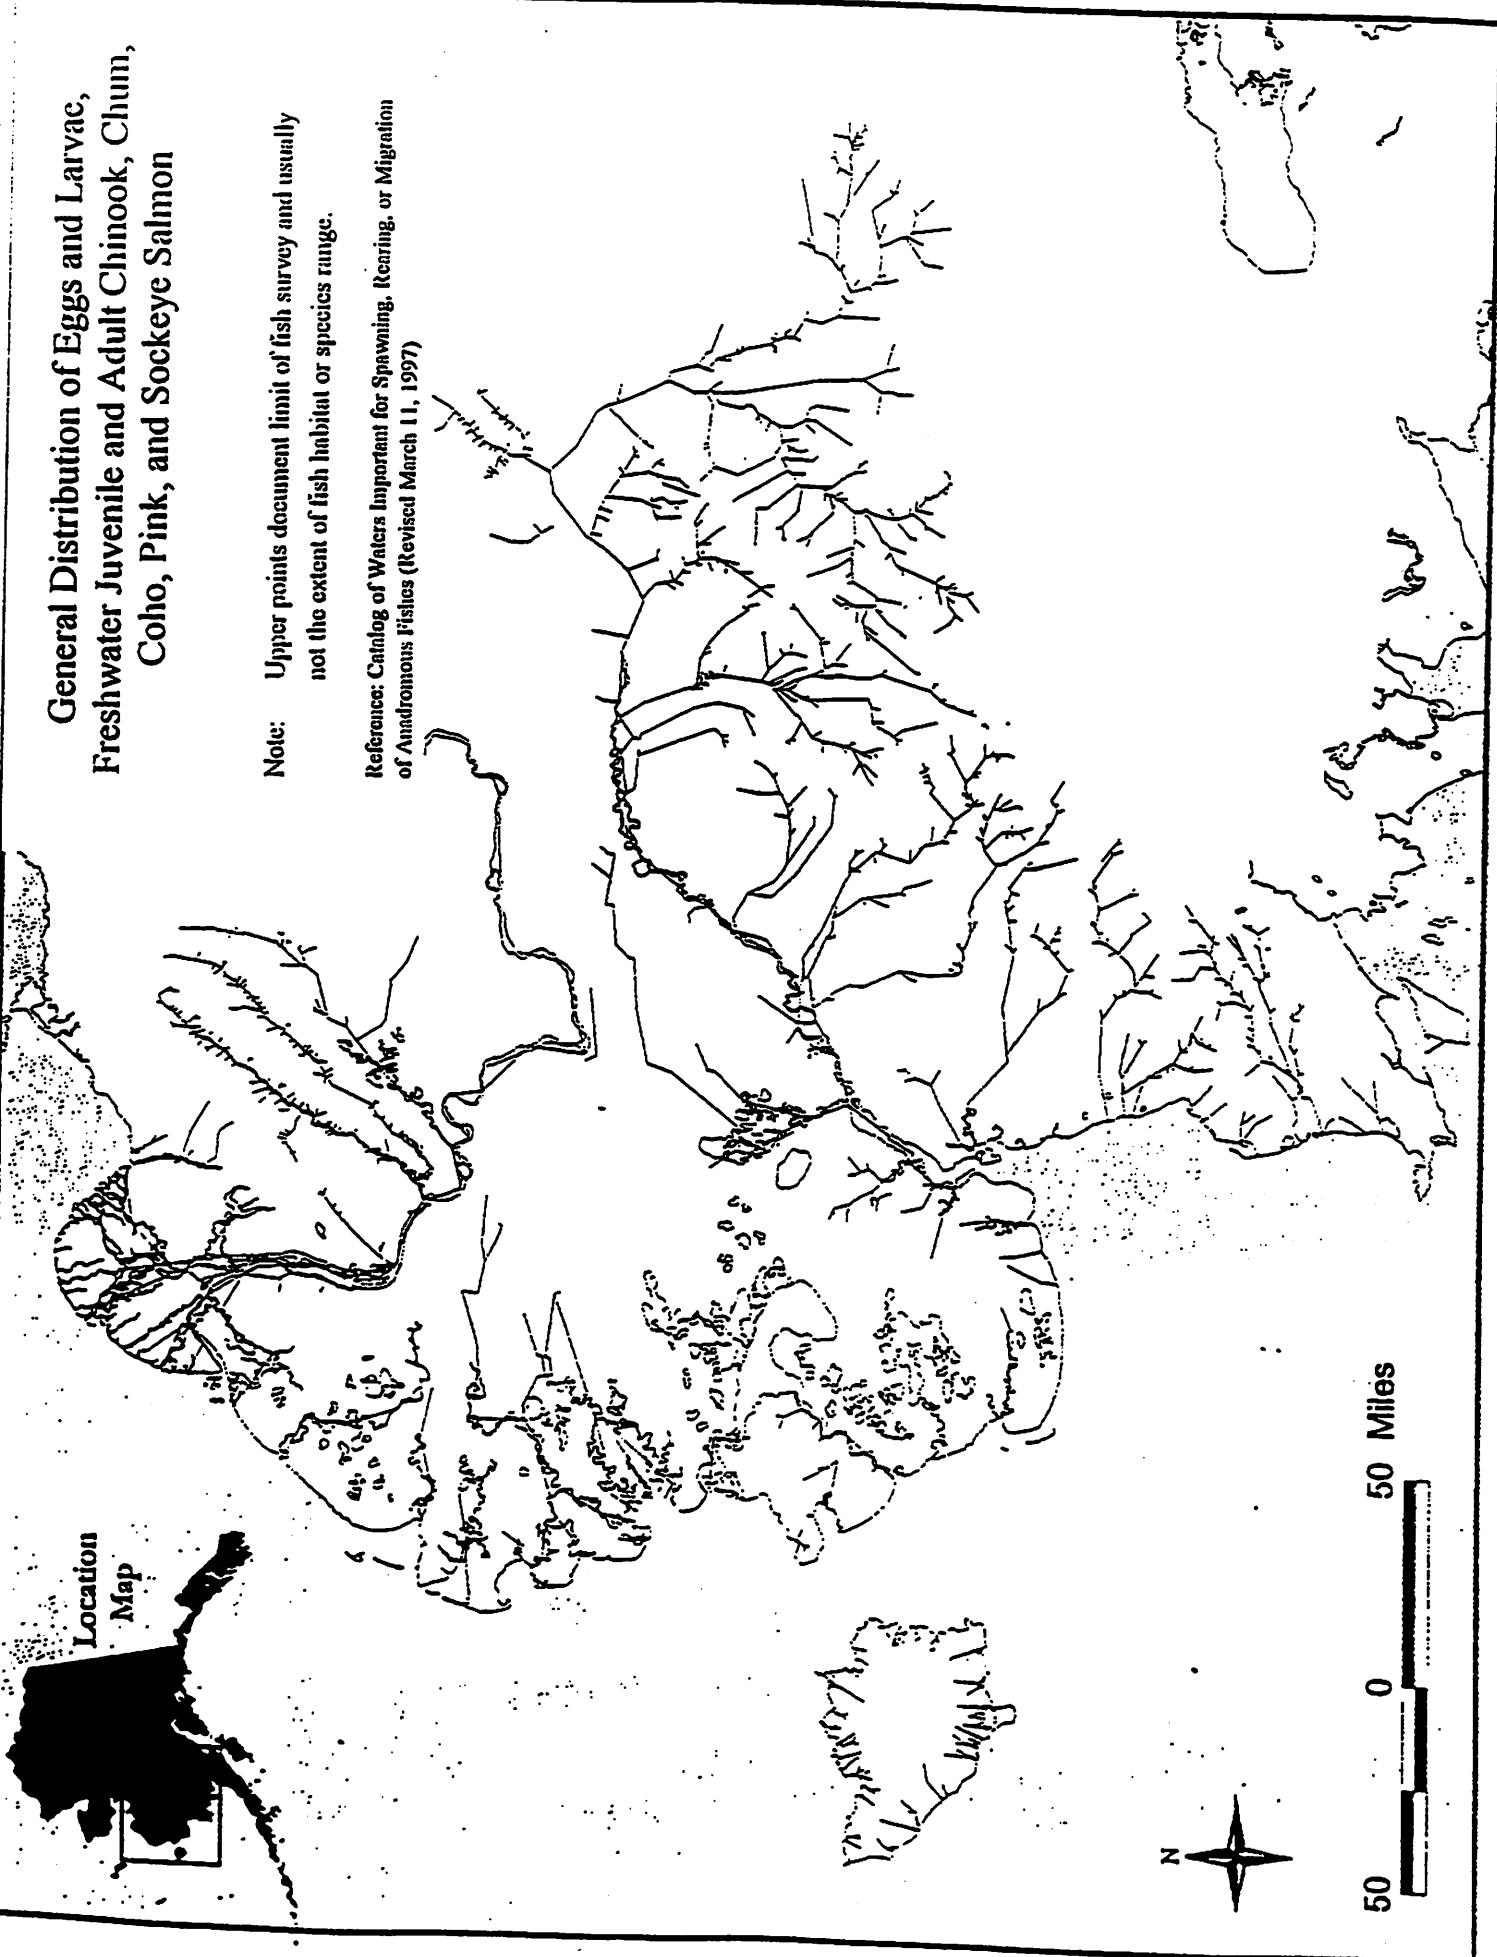 General Distribution of Eggs and Larvae,
Freshwater Juvenile and Adult Chinook, Chum,
Coho, Pink, and Sockeye Salmon
Note: Upper points document limit of fish survey and usually
not the extent of fish habitat or species range.
Reference: Catalog of Waters Important for Spawning, Rearing, or Migration
of Anadromous Fishes (Revised March 11, 1997)
Location
Map
N
50 0 50 Miles